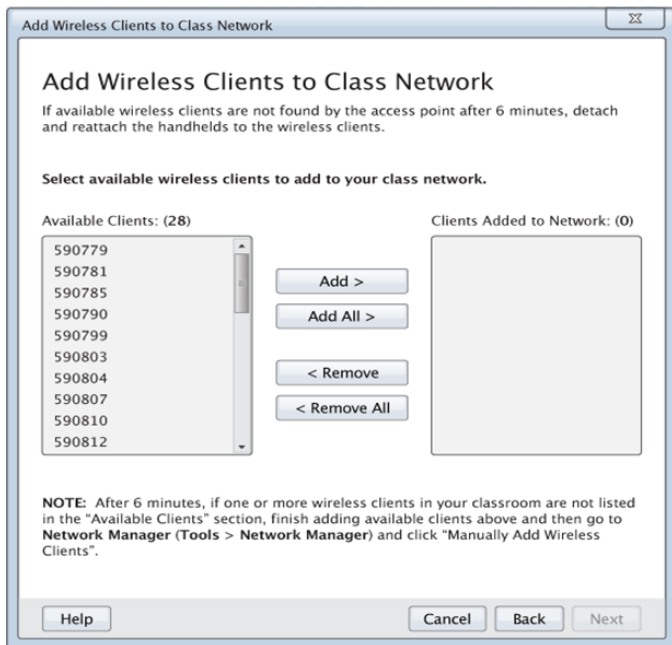 Add Wireless Clients to Class Network
Add Wireless Clients to Class Network
If available wireless clients are not found by the access point after 6 minutes, detach
and reattach the handhelds to the wireless clients.
Select available wireless clients to add to your class network.
Available Clients: (28)
Clients Added to Network: (0)
590779
590781
590785
590790
590799
590803
590804
590807
590810
590812
Add >
Add All >
< Remove
< Remove All
NOTE: After 6 minutes, if one or more wireless clients in your classroom are not listed
in the “Available Clients” section, finish adding available clients above and then go to
Network Manager (Tools > Network Manager) and click “Manually Add Wireless
Clients”.
Help
Cancel
Back
Next